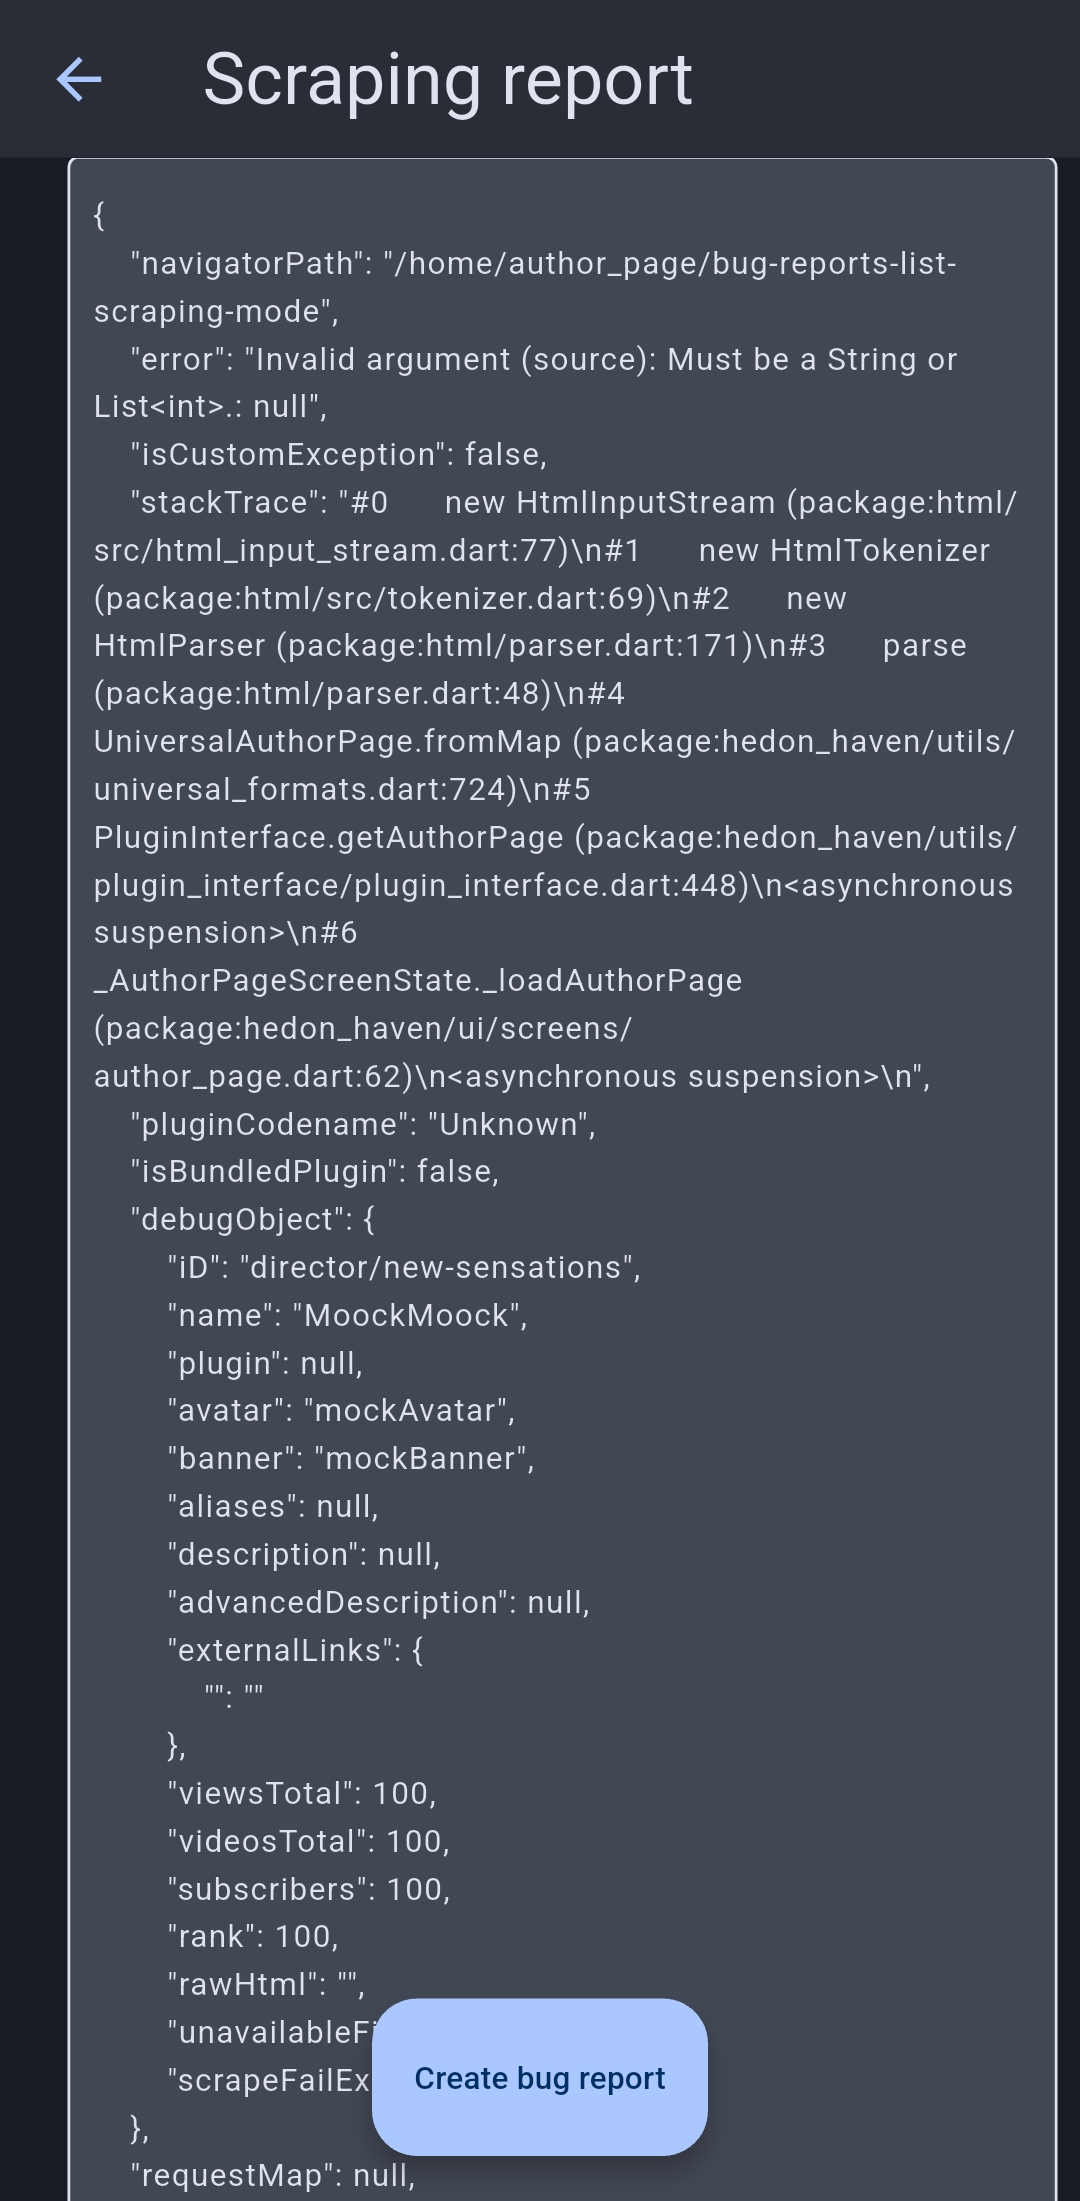 Scraping report
{
"navigatorPath": "/home/author_page/bug-reports-list-
scraping-mode",
"error": "Invalid argument (source): Must be a String or
List<int>.: null",
"isCustomException": false,
"stackTrace": "#0      new HtmlInputStream (package:html/
src/html_input_stream.dart:77)\n#1      new HtmlTokenizer
(package:html/src/tokenizer.dart:69)\n#2      new
HtmlParser (package:html/parser.dart:171)\n#3      parse
(package:html/parser.dart:48)\n#4
UniversalAuthorPage.fromMap (package:hedon_haven/utils/
universal_formats.dart:724)\n#5
PluginInterface.getAuthorPage (package:hedon_haven/utils/
plugin_interface/plugin_interface.dart:448)\n<asynchronous
suspension>\n#6
_AuthorPageScreenState._loadAuthorPage
(package:hedon_haven/ui/screens/
author_page.dart:62)\n<asynchronous suspension>\n",
"pluginCodename": "Unknown",
"isBundledPlugin": false,
"debugObject": {
"iD": "director/new-sensations",
"name": "MoockMoock",
"plugin": null,
"avatar": "mockAvatar",
"banner": "mockBanner",
"aliases": null,
"description": null,
"advancedDescription": null,
"externalLinks": {
"": ""
},
"viewsTotal": 100,
"videosTotal": 100,
"subscribers": 100,
"rank": 100,
"rawHtml": "",
"unavailableF
"scrapeFailEx
Create bug report
},
"requestMap": null,